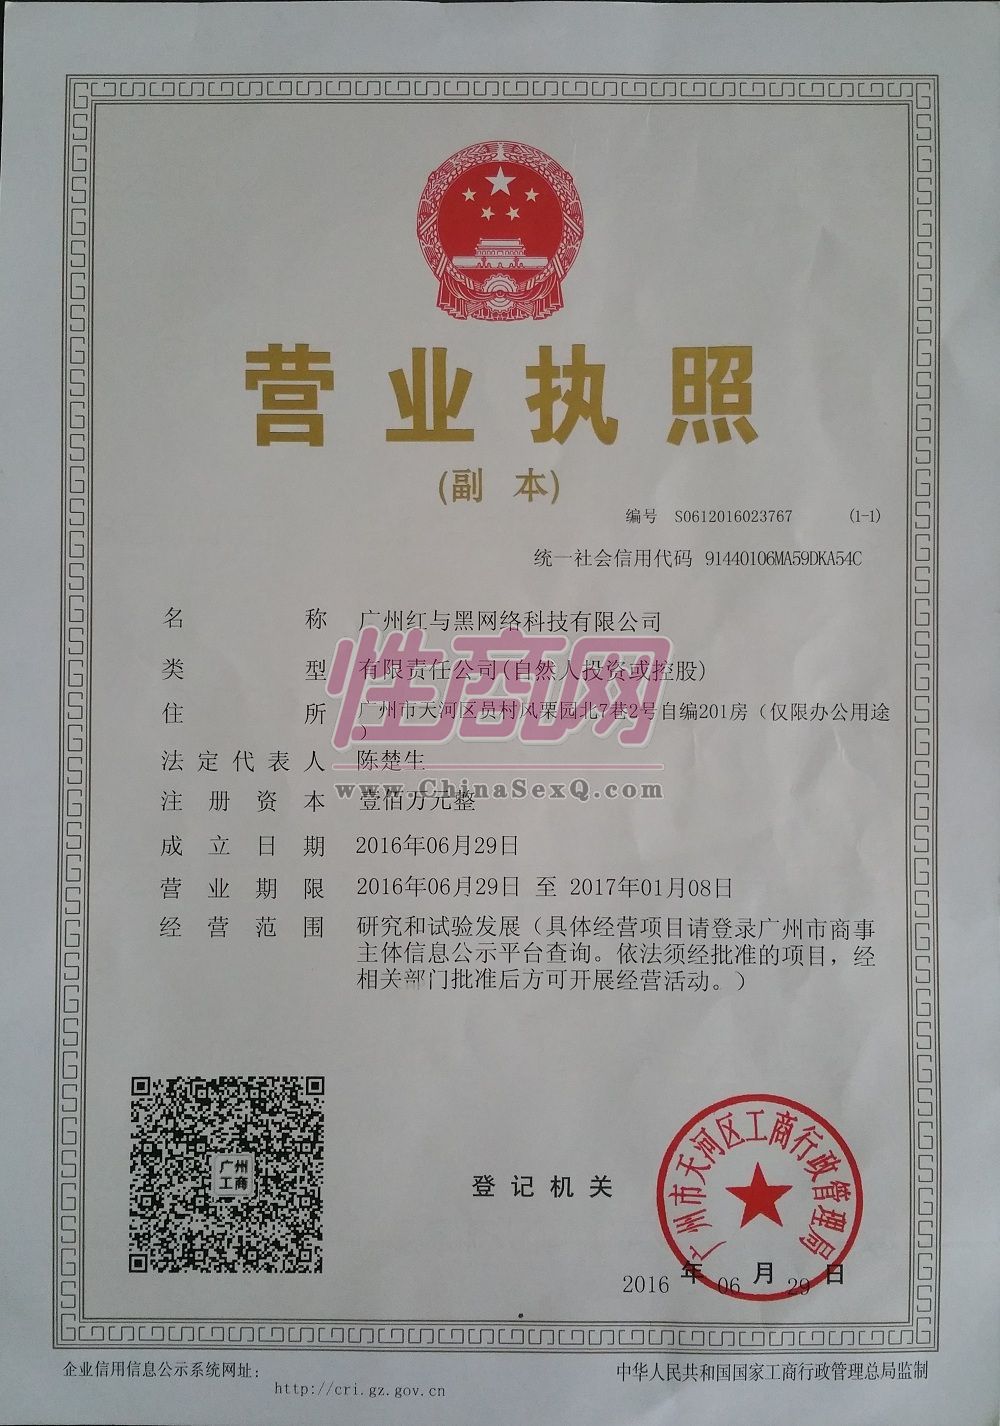 营业执照
(副 本)
编号 S0612016023767 (1-1)
统一社会信用代码 91440106MA59DKA54C
名称 广州红与黑网络科技有限公司
类型 有限责任公司(自然人投资或控股)
住所 广州市天河区员村凤栗园北7巷2号自编201房（仅限办公用途
）
法定代表人 陈楚生
注册资本 壹佰万元整
成立日期 2016年06月29日
营业期限 2016年06月29日 至 2017年01月08日
经营范围 研究和试验发展（具体经营项目请登录广州市商事
主体信息公示平台查询。依法须经批准的项目，经
相关部门批准后方可开展经营活动。）
性商网
www.ChinaSexQ.com
广州
工商
登记机关
广州市天河区工商行政管理局
2016 年 06 月 29 日
企业信用信息公示系统网址：
http://cri.gz.gov.cn
中华人民共和国国家工商行政管理总局监制